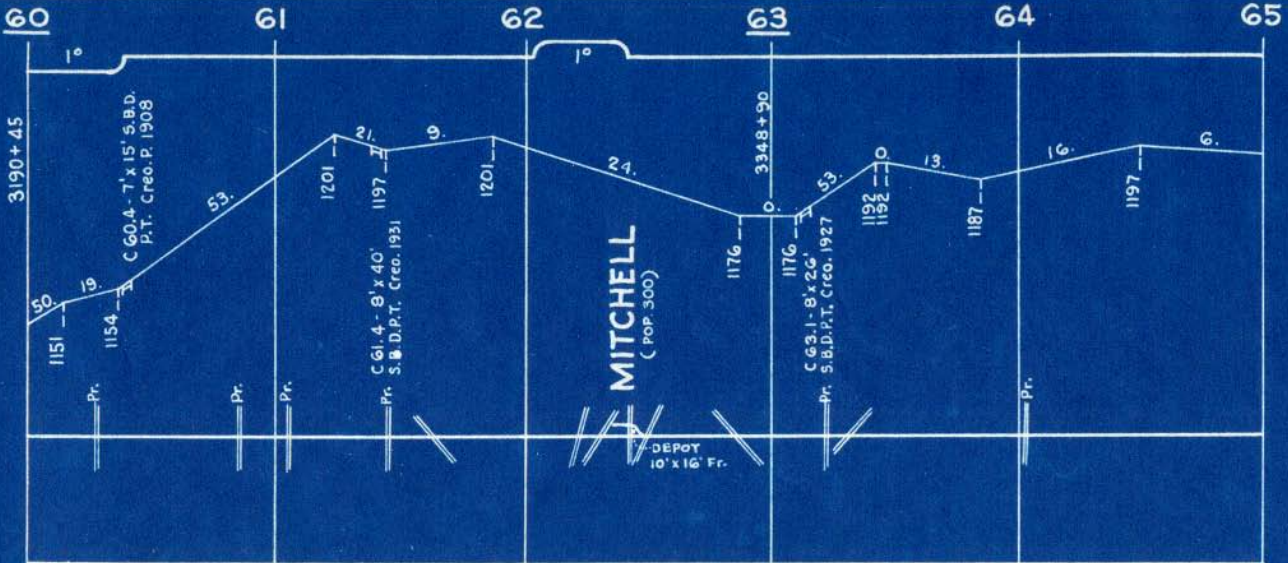 60
61
62
63
64
65
1°
1°
3190+45
C 60.4 - 7' x 15' S.B.D.
P.T. Creo. P. 1908
3348+90
50.
19.
53.
21.
9.
24.
0.
53.
0.
13.
16.
6.
1151
1154
1201
1197
1201
1176
1176
1192
1192
1187
1197
C 61.4 - 8' x 40'
S.B.D.P.T. Creo. 1931
MITCHELL
(POP. 300)
C 63.1 - 8' x 26'
S.B.D.P.T. Creo. 1927
Pr.
Pr.
Pr.
Pr.
Pr.
Pr.
DEPOT
10' x 16' Fr.